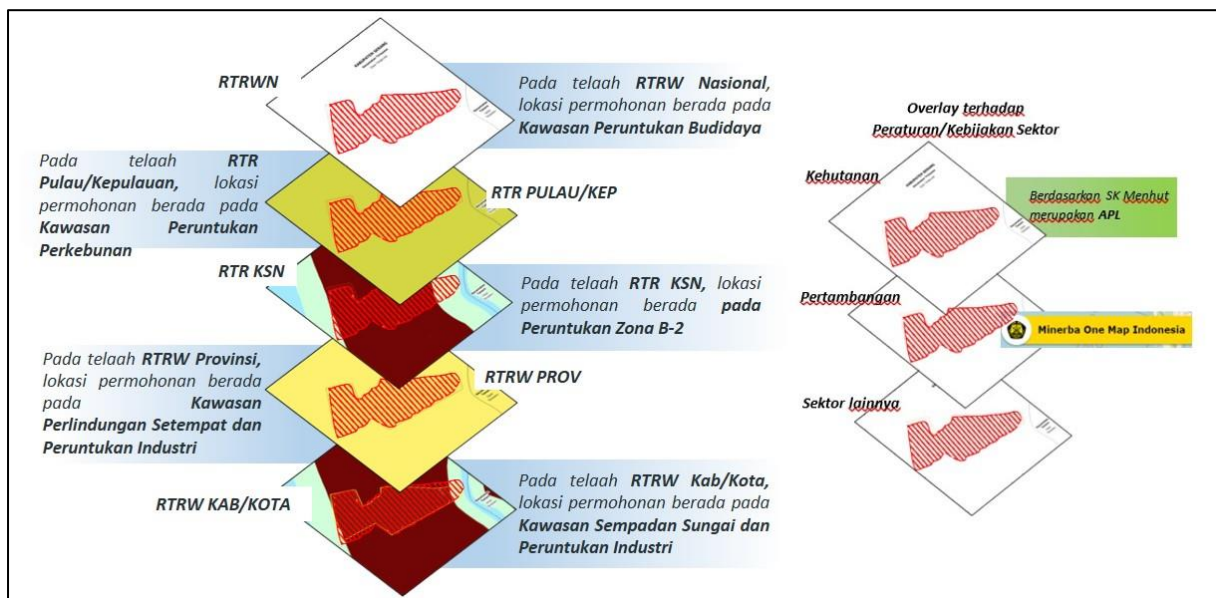 RTRWN
Pada telaah RTRW Nasional,
lokasi permohonan berada pada
Kawasan Peruntukan Budidaya
Pada telaah RTR
Pulau/Kepulauan, lokasi
permohonan berada pada
Kawasan Peruntukan
Perkebunan
RTR PULAU/KEP
RTR KSN
Pada telaah RTR KSN, lokasi
permohonan berada pada
Peruntukan Zona B-2
Pada telaah RTRW Provinsi,
lokasi permohonan berada
pada Kawasan
Perlindungan Setempat dan
Peruntukan Industri
RTRW PROV
RTRW KAB/KOTA
Pada telaah RTRW Kab/Kota,
lokasi permohonan berada pada
Kawasan Sempadan Sungai dan
Peruntukan Industri
Overlay terhadap
Peraturan/Kebijakan Sektor
Kehutanan
Berdasarkan SK Menhut
merupakan APL
Pertambangan
Minerba One Map Indonesia
Sektor lainnya